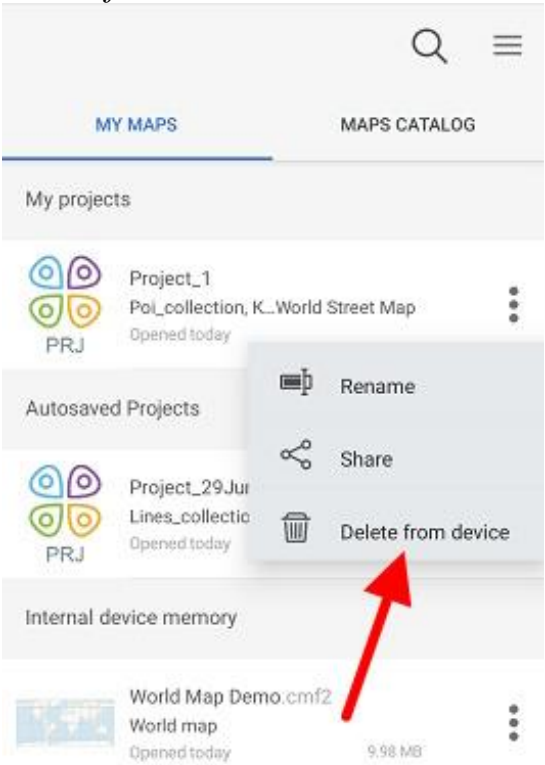 MY MAPS MAPS CATALOG
My projects
Project_1
Poi_collection, K...World Street Map
Opened today
PRJ
Rename
Autosaved Projects
Share
Project_29Ju
Lines_collectio
Delete from device
Opened today
PRJ
Internal device memory
World Map Demo.cmf2
World map
Opened today 9.98 MB